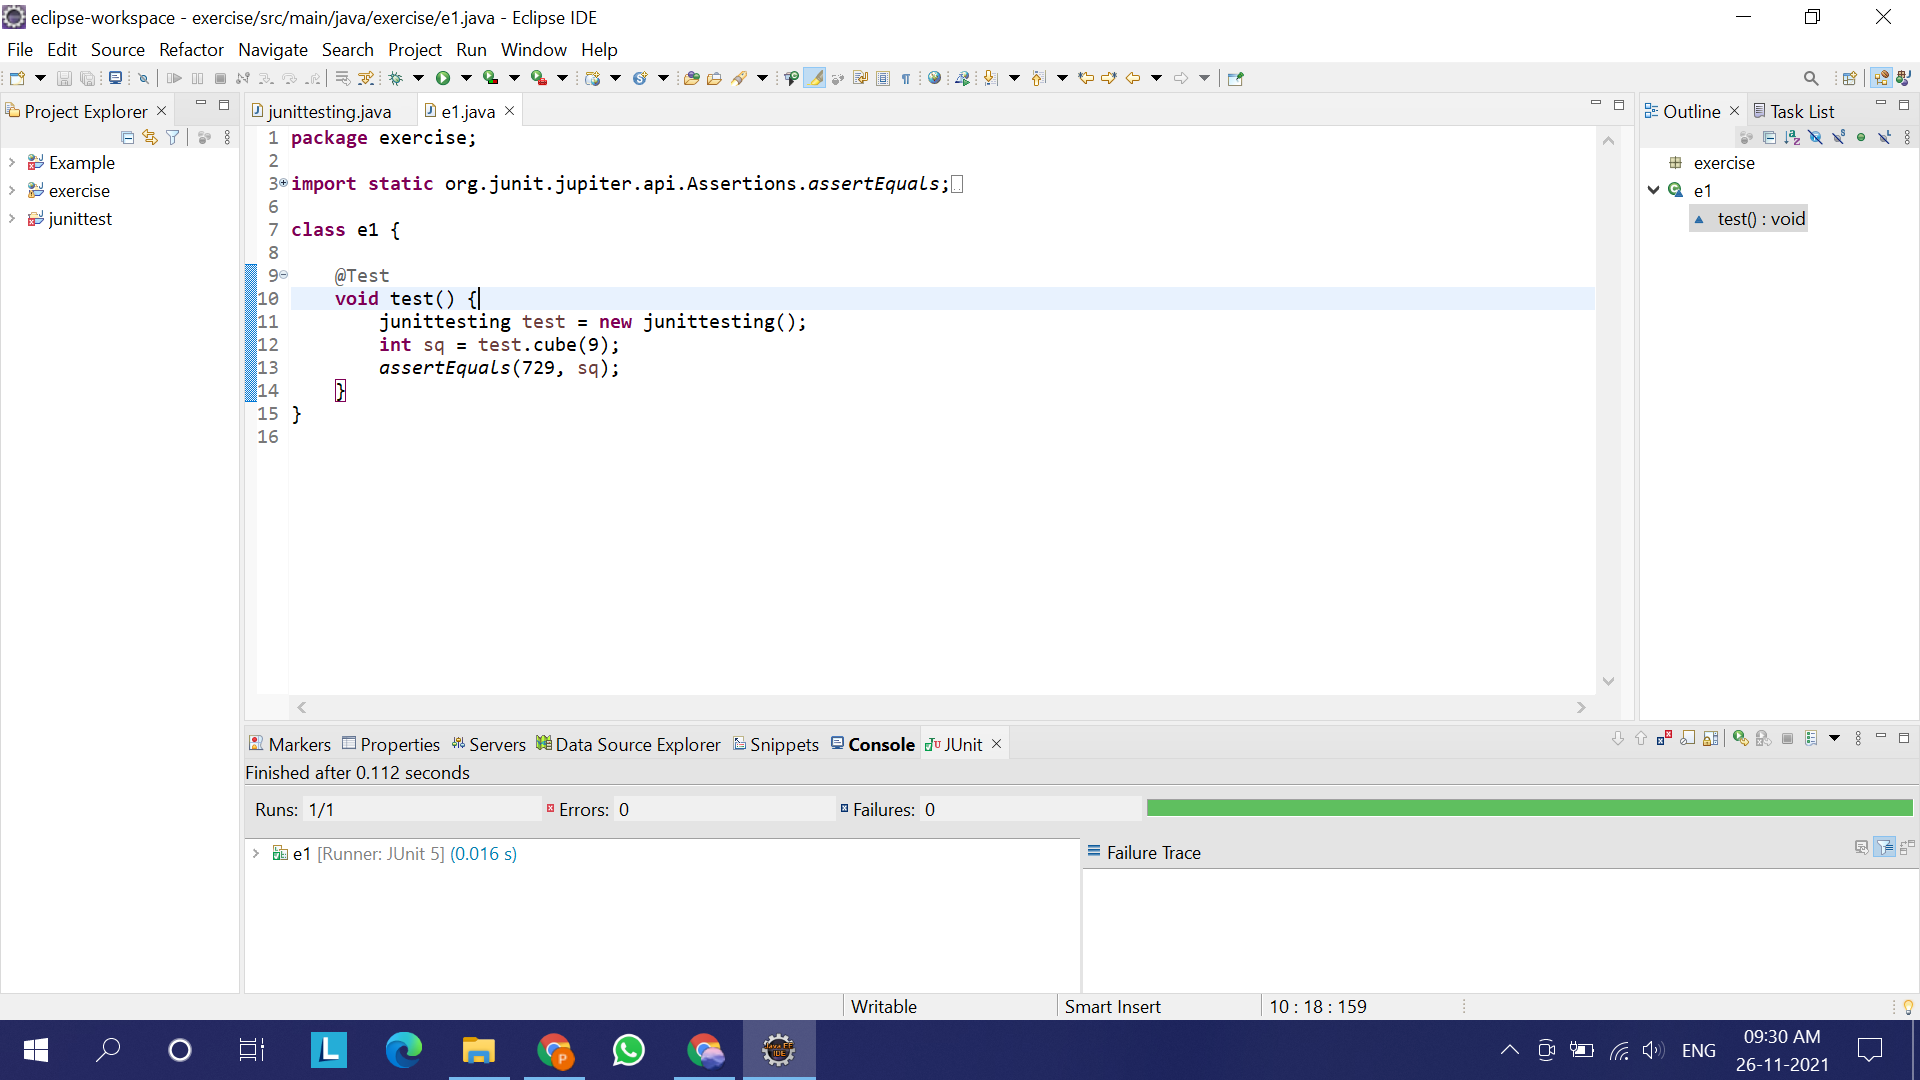 eclipse-workspace - exercise/src/main/java/exercise/e1.java - Eclipse IDE
File Edit Source Refactor Navigate Search Project Run Window Help
Project Explorer
Example
exercise
junittest
junittesting.java
e1.java
1 package exercise;
2
3 import static org.junit.jupiter.api.Assertions.assertEquals;
6
7 class e1 {
8
9 @Test
10 void test() {
11 junittesting test = new junittesting();
12 int sq = test.cube(9);
13 assertEquals(729, sq);
14 }
15 }
16
Outline
Task List
exercise
e1
test() : void
Markers Properties Servers Data Source Explorer Snippets Console JUnit
Finished after 0.112 seconds
Runs: 1/1 Errors: 0 Failures: 0
e1 [Runner: JUnit 5] (0.016 s)
Failure Trace
Writable Smart Insert 10 : 18 : 159
L
P
Java EE
IDE
ENG
09:30 AM
26-11-2021